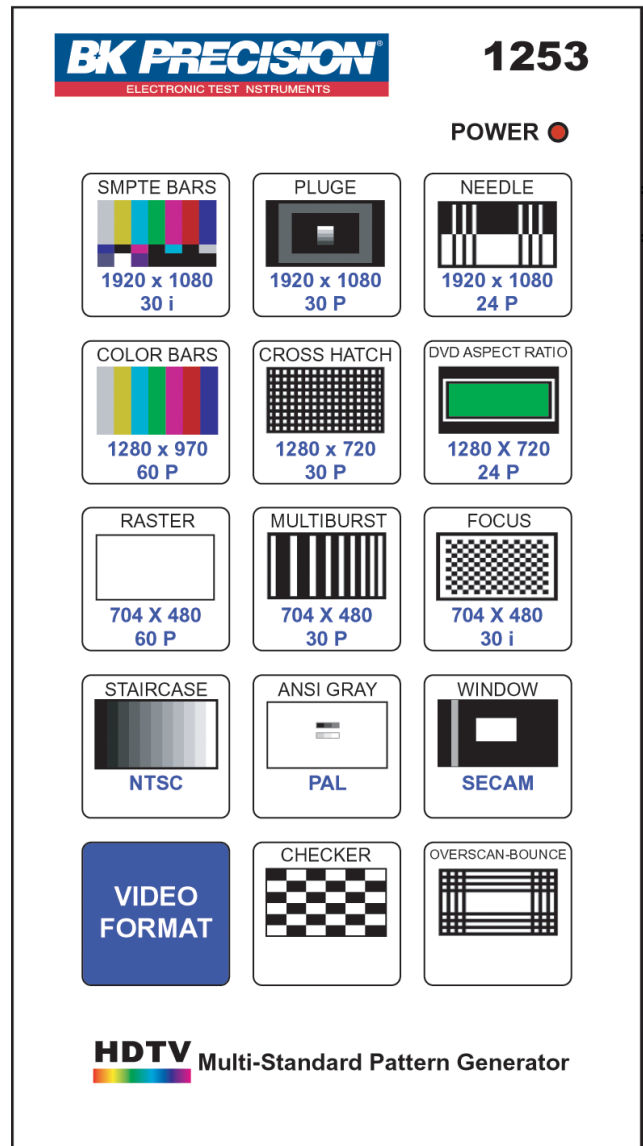 BK PRECISION®
ELECTRONIC TEST NSTRUMENTS
1253
POWER
SMPTE BARS
1920 x 1080
30 i
PLUGE
1920 x 1080
30 P
NEEDLE
1920 x 1080
24 P
COLOR BARS
1280 x 970
60 P
CROSS HATCH
1280 x 720
30 P
DVD ASPECT RATIO
1280 X 720
24 P
RASTER
704 X 480
60 P
MULTIBURST
704 X 480
30 P
FOCUS
704 X 480
30 i
STAIRCASE
NTSC
ANSI GRAY
PAL
WINDOW
SECAM
VIDEO
FORMAT
CHECKER
OVERSCAN-BOUNCE
HDTV Multi-Standard Pattern Generator